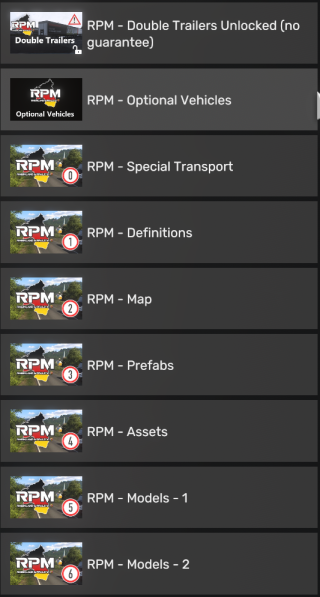 RPM
Double Trailers
RPM - Double Trailers Unlocked (no
guarantee)
RPM
Optional Vehicles
RPM - Optional Vehicles
RPM
0
RPM - Special Transport
RPM
1
RPM - Definitions
RPM
2
RPM - Map
RPM
3
RPM - Prefabs
RPM
4
RPM - Assets
RPM
5
RPM - Models - 1
RPM
6
RPM - Models - 2